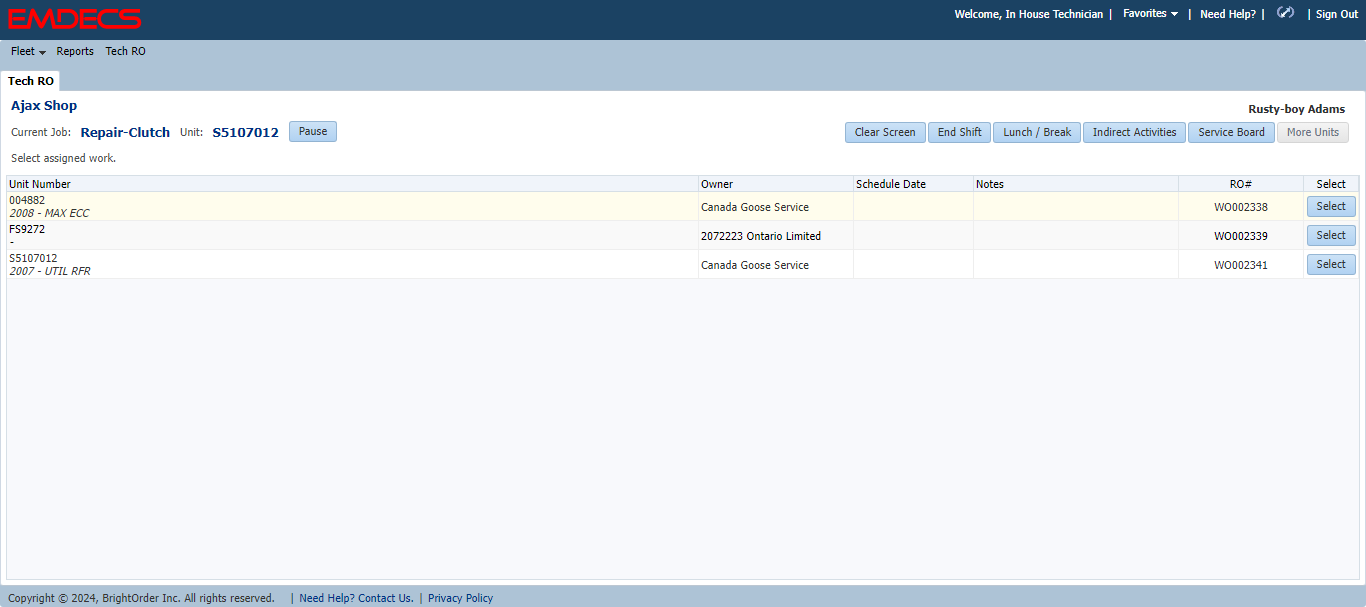 EMDECS
Welcome, In House Technician | Favorites | Need Help? | | Sign Out
Fleet Reports Tech RO
Tech RO
Ajax Shop
Rusty-boy Adams
Current Job: Repair-Clutch Unit: S5107012 Pause
Clear Screen End Shift Lunch / Break Indirect Activities Service Board More Units
Select assigned work.
Unit Number Owner Schedule Date Notes RO# Select
004882
2008 - MAX ECC
Canada Goose Service WO002338 Select
FS9272
-
2072223 Ontario Limited WO002339 Select
S5107012
2007 - UTIL RFR
Canada Goose Service WO002341 Select
Copyright © 2024, BrightOrder Inc. All rights reserved. | Need Help? Contact Us. | Privacy Policy